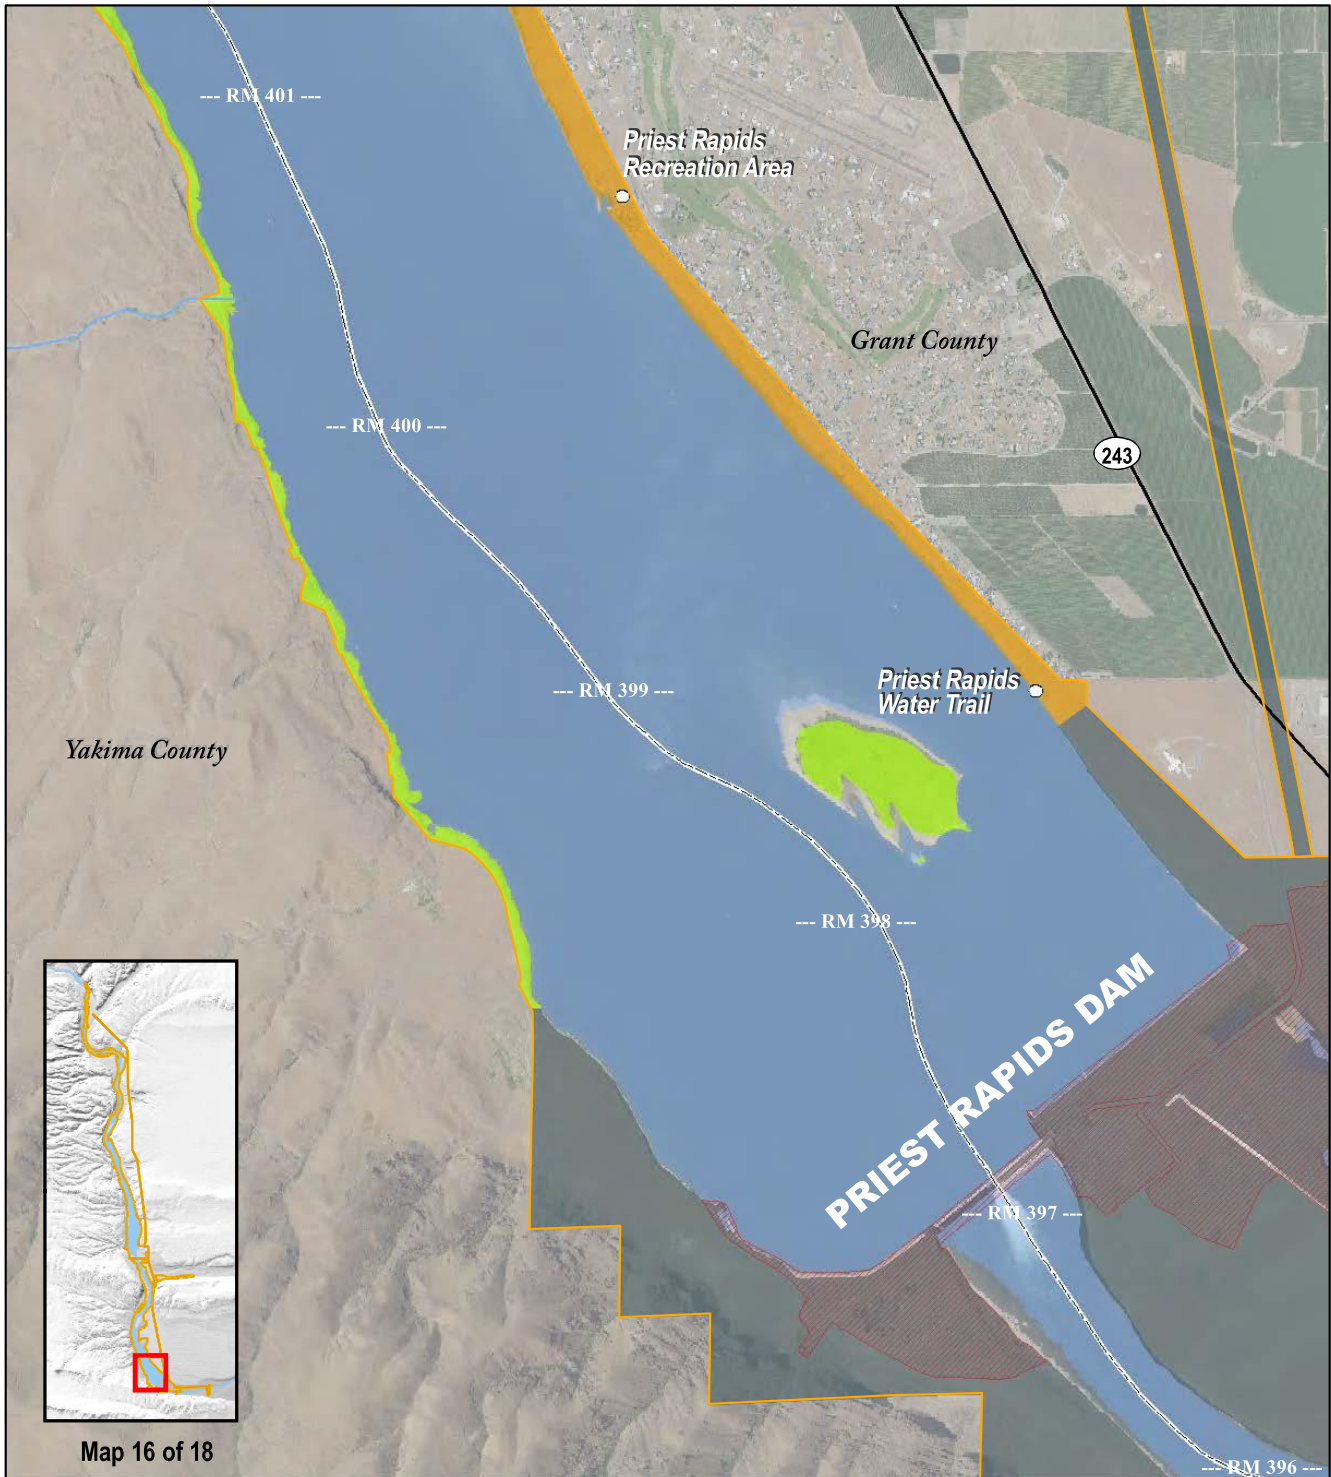 --- RM 401 ---
Priest Rapids
Recreation Area
Grant County
--- RM 400 ---
243
Priest Rapids
Water Trail
--- RM 399 ---
Yakima County
--- RM 398 ---
PRIEST RAPIDS DAM
--- RM 397 ---
Map 16 of 18
--- RM 396 ---